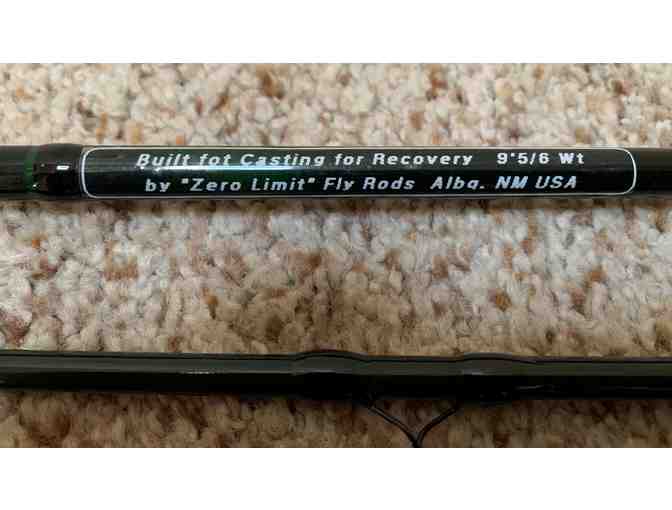 Built fot Casting for Recovery 9'5/6 Wt
by "Zero Limit" Fly Rods Albq. NM USA